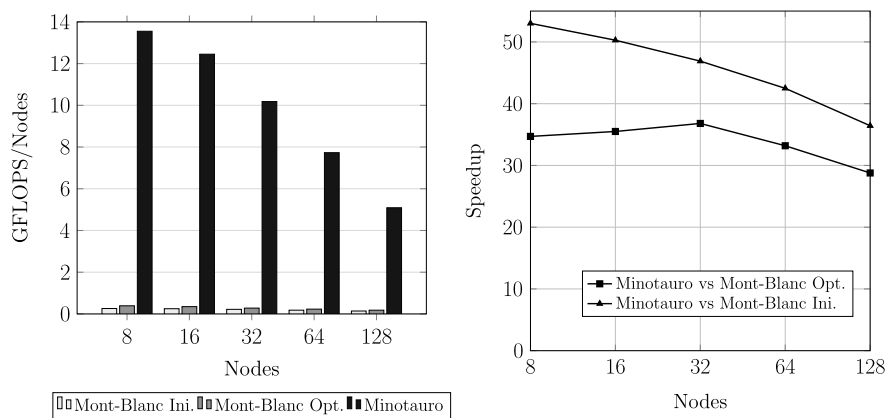 GFLOPS/Nodes
14
12
10
8
6
4
2
0
8 16 32 64 128
Nodes
Mont-Blanc Ini. Mont-Blanc Opt. Minotauro
Speedup
50
40
30
20
10
0
8 16 32 64 128
Nodes
Minotauro vs Mont-Blanc Opt.
Minotauro vs Mont-Blanc Ini.